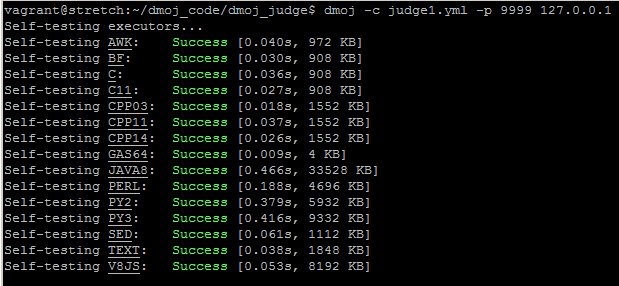 vagrant@stretch:~/dmoj_code/dmoj_judge$ dmoj -c judge1.yml -p 9999 127.0.0.1
Self-testing executors...
Self-testing AWK: Success [0.040s, 972 KB]
Self-testing BF: Success [0.030s, 908 KB]
Self-testing C: Success [0.036s, 908 KB]
Self-testing C11: Success [0.027s, 908 KB]
Self-testing CPP03: Success [0.018s, 1552 KB]
Self-testing CPP11: Success [0.037s, 1552 KB]
Self-testing CPP14: Success [0.026s, 1552 KB]
Self-testing GAS64: Success [0.009s, 4 KB]
Self-testing JAVA8: Success [0.466s, 33528 KB]
Self-testing PERL: Success [0.188s, 4696 KB]
Self-testing PY2: Success [0.379s, 5932 KB]
Self-testing PY3: Success [0.416s, 9332 KB]
Self-testing SED: Success [0.061s, 1112 KB]
Self-testing TEXT: Success [0.038s, 1848 KB]
Self-testing V8JS: Success [0.053s, 8192 KB]